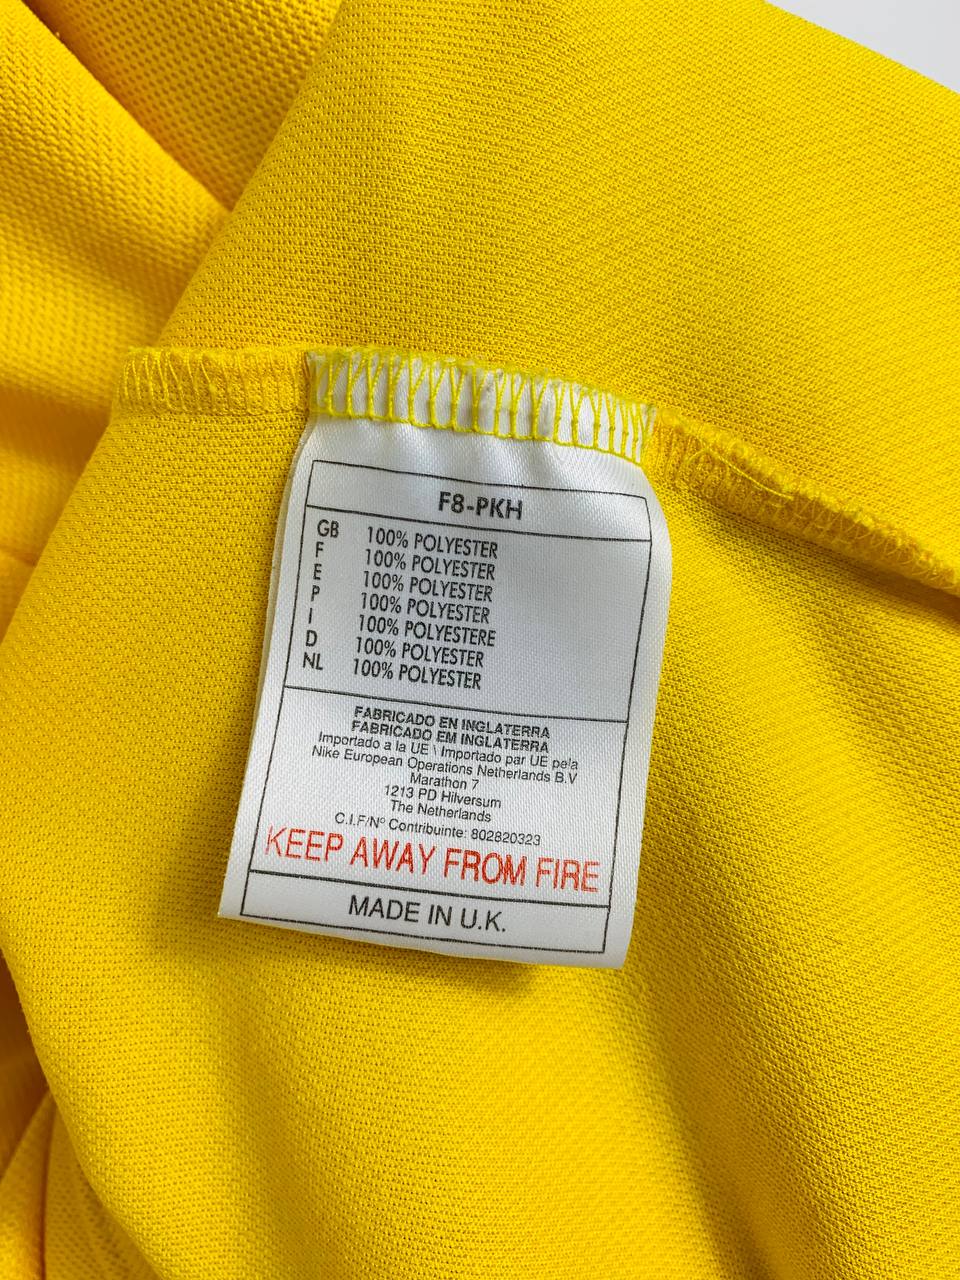 F8-PKH
GB 100% POLYESTER
F 100% POLYESTER
E 100% POLYESTER
P 100% POLYESTER
I 100% POLYESTERE
D 100% POLYESTER
NL 100% POLYESTER
FABRICADO EN INGLATERRA
FABRICADO EM INGLATERRA
Importado a la UE \ Importado par UE pela
Nike European Operations Netherlands B.V
Marathon 7
1213 PD Hilversum
The Netherlands
C.I.F/Nº Contribuinte: 802820323
KEEP AWAY FROM FIRE
MADE IN U.K.